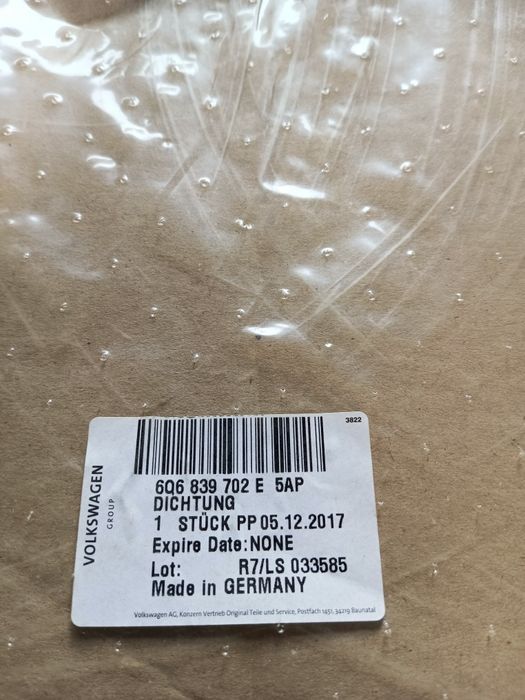 3822
VOLKSWAGEN
GROUP
6Q6 839 702 E 5AP
DICHTUNG
1 STÜCK PP 05.12.2017
Expire Date:NONE
Lot: R7/LS 033585
Made in GERMANY
Volkswagen AG, Konzern Vertrieb Original Teile und Service, Postfach 1451, 34219 Baunatal